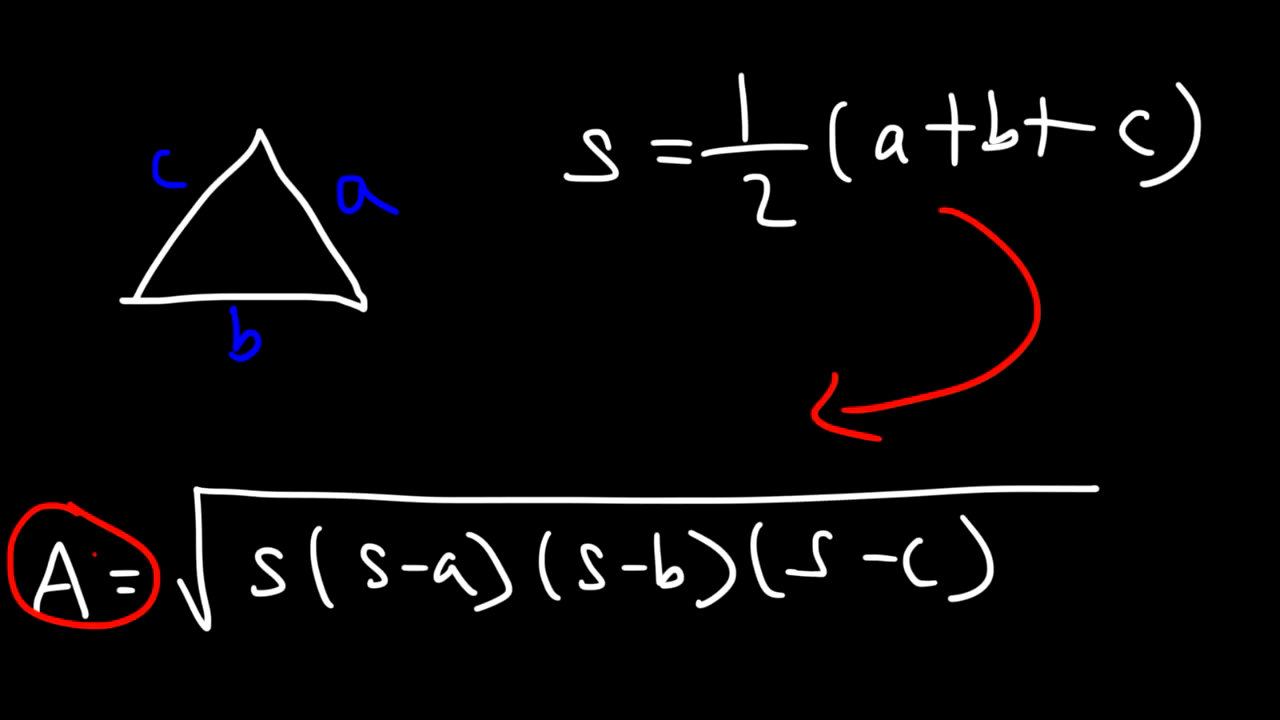 c
a
b
s = 1/2 (a+b+c)
A = √s(s-a)(s-b)(s-c)